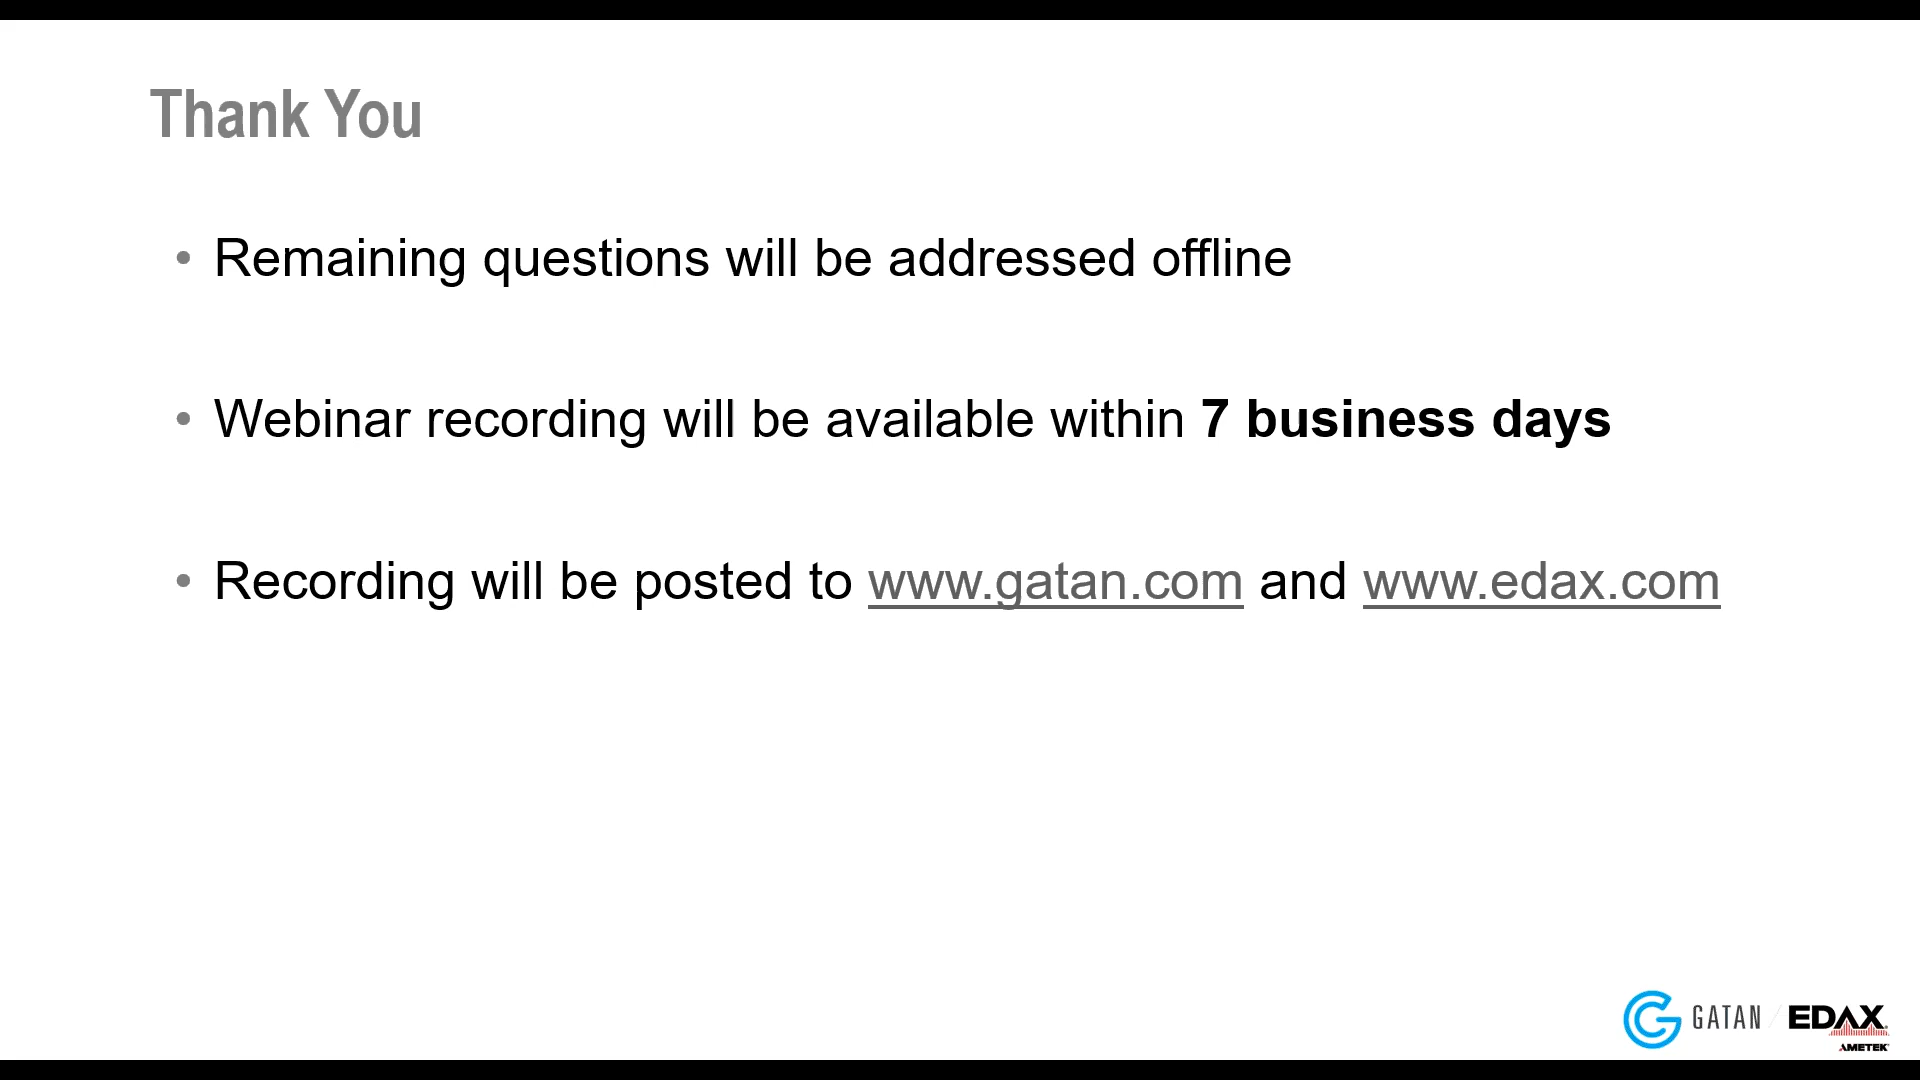 Thank You
• Remaining questions will be addressed offline
• Webinar recording will be available within 7 business days
• Recording will be posted to www.gatan.com and www.edax.com
GATAN / EDAX
AMETEK